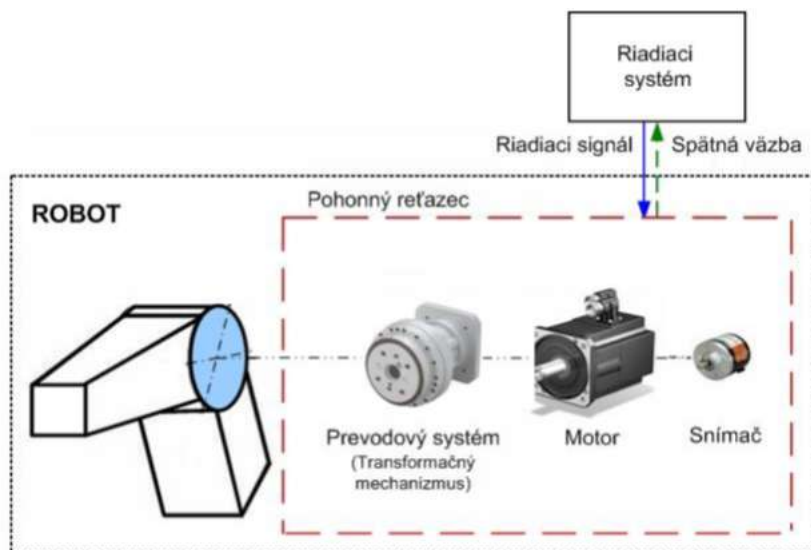 Riadiaci
systém
Riadiaci signál
Spätná väzba
Pohonný reťazec
ROBOT
Prevodový systém
(Transformačný
mechanizmus)
Motor
Snímač